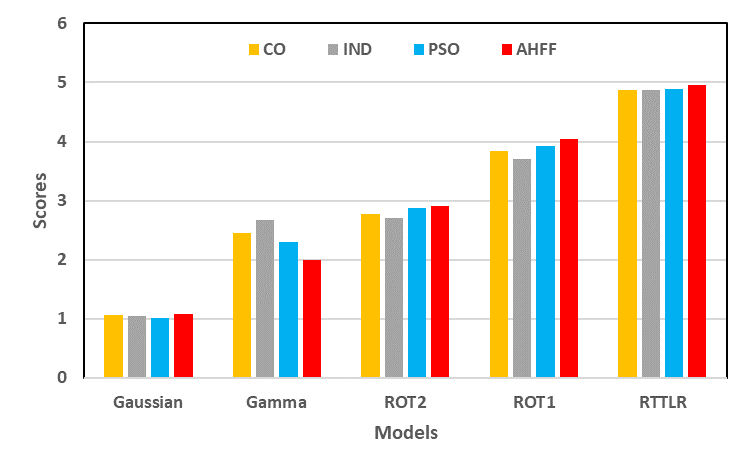 6
CO IND PSO AHFF
5
4
3
2
1
0
Scores
Gaussian Gamma ROT2 ROT1 RTTLR
Models